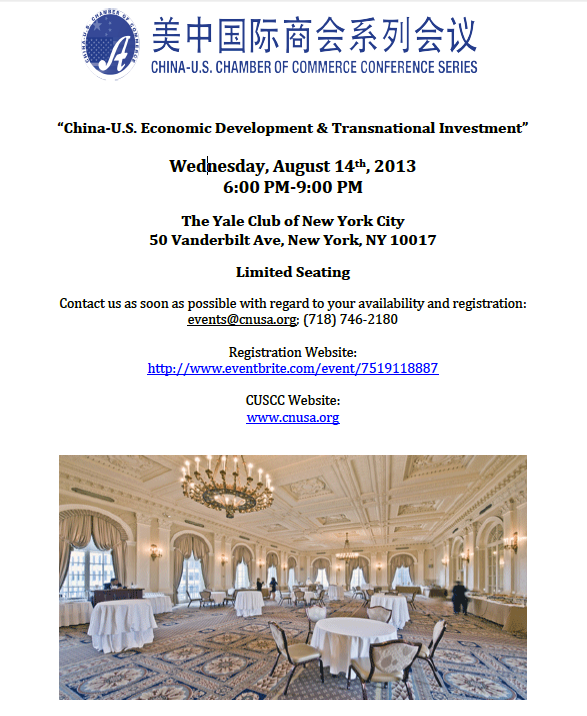 CHINA-U.S. CHAMBER OF COMMERCE
美中国际商会系列会议
CHINA-U.S. CHAMBER OF COMMERCE CONFERENCE SERIES
“China-U.S. Economic Development & Transnational Investment”
Wednesday, August 14th, 2013
6:00 PM-9:00 PM
The Yale Club of New York City
50 Vanderbilt Ave, New York, NY 10017
Limited Seating
Contact us as soon as possible with regard to your availability and registration:
events@cnusa.org; (718) 746-2180
Registration Website:
http://www.eventbrite.com/event/7519118887
CUSCC Website:
www.cnusa.org